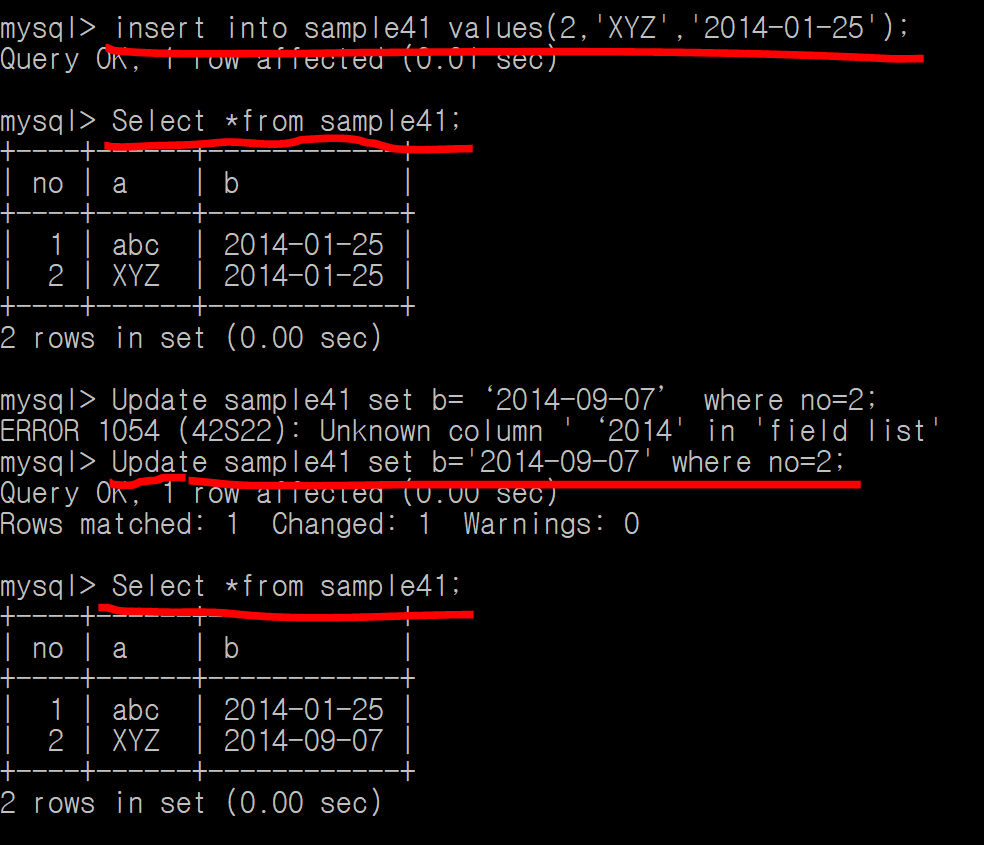 mysql> insert into sample41 values(2,'XYZ','2014-01-25');
Query OK, 1 row affected (0.01 sec)
mysql> Select *from sample41;
+----+------+------------+
| no | a    | b          |
+----+------+------------+
|  1 | abc  | 2014-01-25 |
|  2 | XYZ  | 2014-01-25 |
+----+------+------------+
2 rows in set (0.00 sec)
mysql> Update sample41 set b= ‘2014-09-07’ where no=2;
ERROR 1054 (42S22): Unknown column ' ‘2014' in 'field list'
mysql> Update sample41 set b='2014-09-07' where no=2;
Query OK, 1 row affected (0.00 sec)
Rows matched: 1  Changed: 1  Warnings: 0
mysql> Select *from sample41;
+----+------+------------+
| no | a    | b          |
+----+------+------------+
|  1 | abc  | 2014-01-25 |
|  2 | XYZ  | 2014-09-07 |
+----+------+------------+
2 rows in set (0.00 sec)